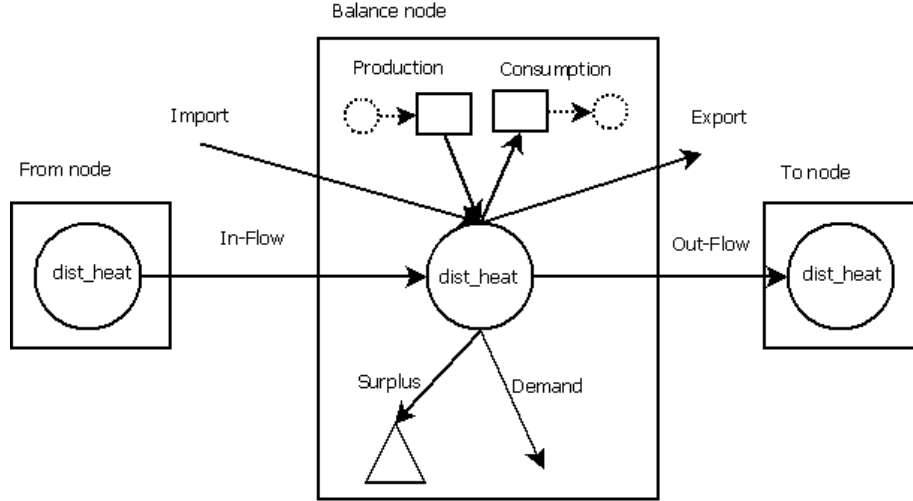 Balance node
Production
Consumption
Import
Export
From node
To node
In-Flow
Out-Flow
dist_heat
dist_heat
dist_heat
Surplus
Demand